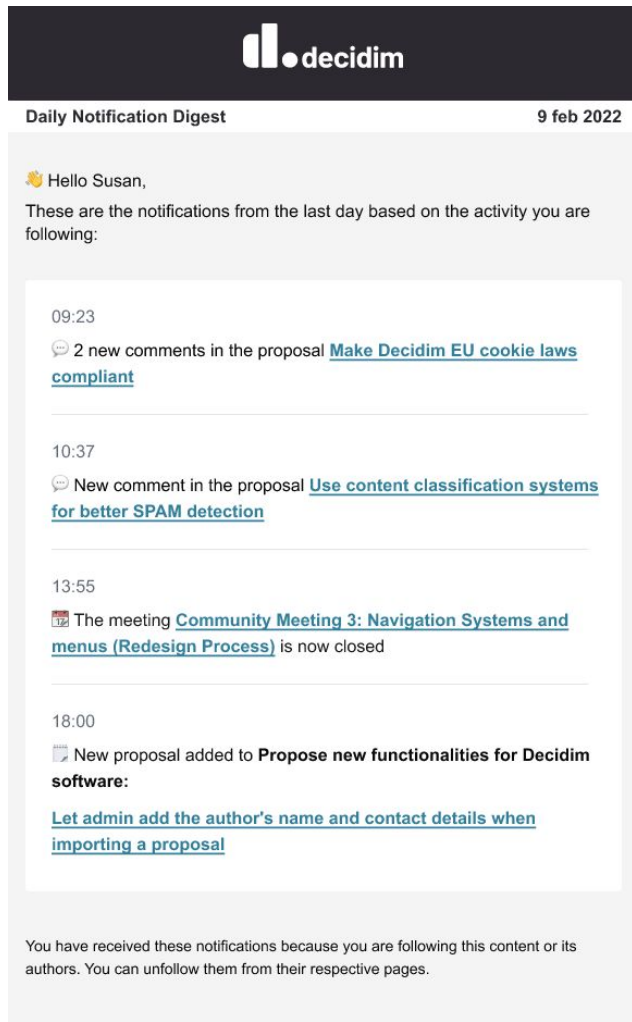 decidim
Daily Notification Digest 9 feb 2022
👋 Hello Susan,
These are the notifications from the last day based on the activity you are
following:
09:23
💬 2 new comments in the proposal Make Decidim EU cookie laws
compliant
10:37
💬 New comment in the proposal Use content classification systems
for better SPAM detection
13:55
📆 The meeting Community Meeting 3: Navigation Systems and
menus (Redesign Process) is now closed
18:00
🗒️ New proposal added to Propose new functionalities for Decidim
software:
Let admin add the author's name and contact details when
importing a proposal
You have received these notifications because you are following this content or its
authors. You can unfollow them from their respective pages.